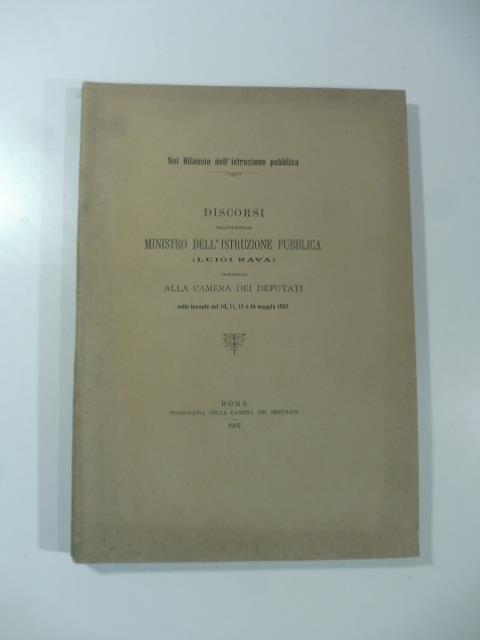 Sul Bilancio dell'istruzione pubblica
DISCORSI
MINISTRO DELL'ISTRUZIONE PUBBLICA
(LUIGI RAVA)
ALLA CAMERA DEI DEPUTATI
nelle tornate del 10, 11, 13 e 14 maggio 1907
ROMA
TIPOGRAFIA DELLA CAMERA DEI DEPUTATI
1907